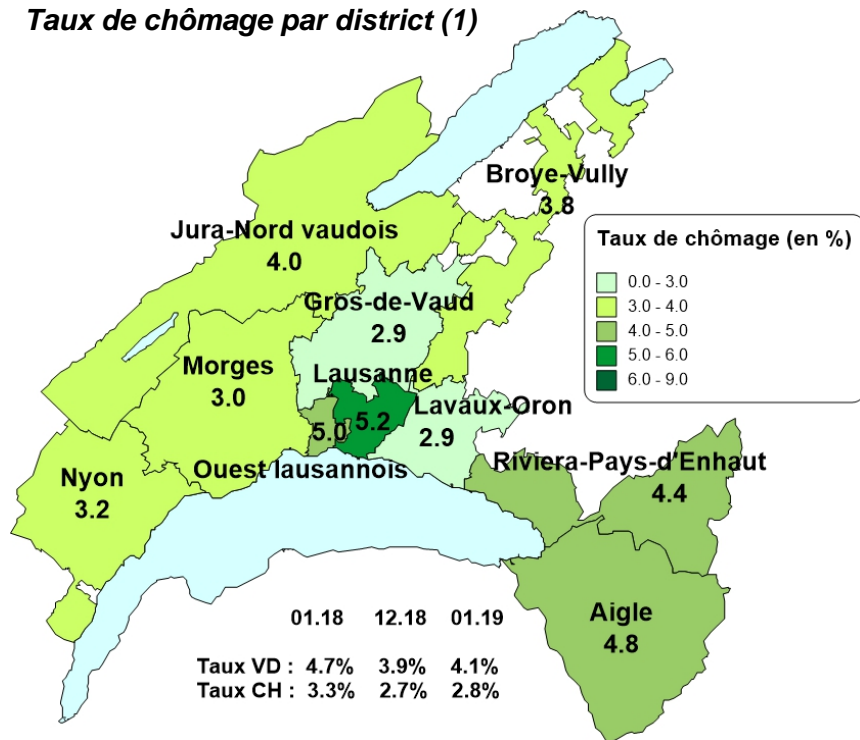 Taux de chômage par district (1)
Broye-Vully
3.8
Jura-Nord vaudois
4.0
Taux de chômage (en %)
0.0 - 3.0
3.0 - 4.0
4.0 - 5.0
5.0 - 6.0
6.0 - 9.0
Gros-de-Vaud
2.9
Morges
3.0
Lausanne
5.2
Lavaux-Oron
2.9
5.0
Ouest lausannois
Riviera-Pays-d'Enhaut
4.4
Nyon
3.2
Aigle
4.8
01.18 12.18 01.19
Taux VD : 4.7% 3.9% 4.1%
Taux CH : 3.3% 2.7% 2.8%